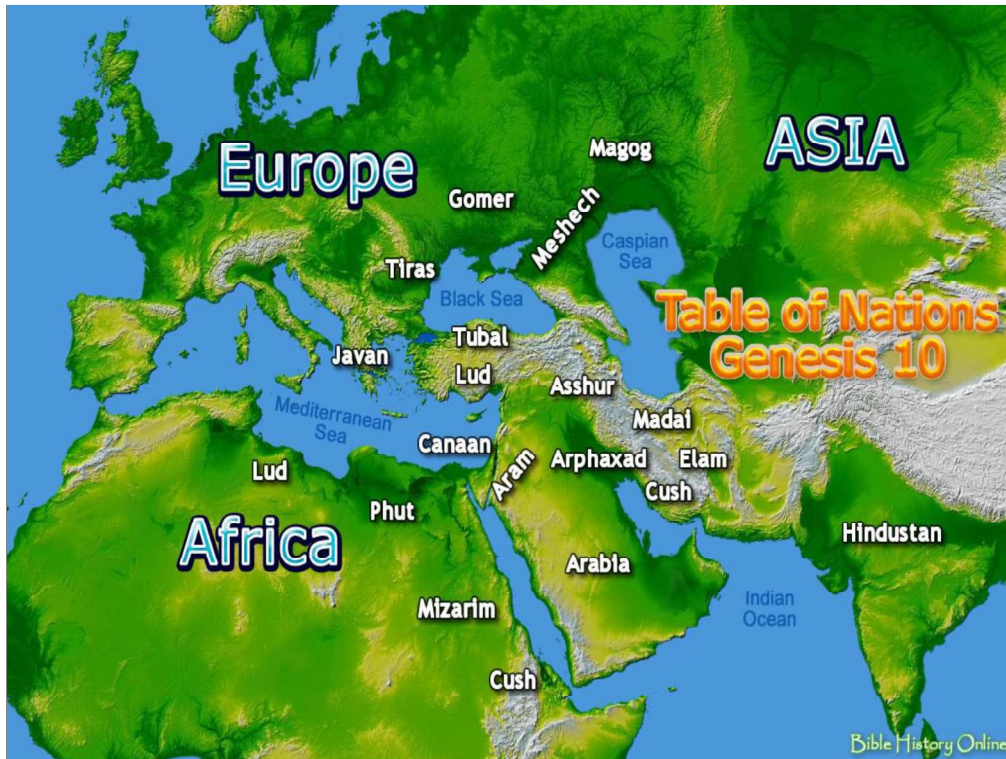 Europe
ASIA
Magog
Gomer
Meshech
Caspian
Sea
Tiras
Black Sea
Table of Nations
Genesis 10
Tubal
Javan
Lud
Asshur
Mediterranean
Sea
Madai
Canaan
Aram
Arphaxad
Elam
Lud
Cush
Phut
Africa
Hindustan
Arabia
Mizarim
Indian
Ocean
Cush
Bible History Online